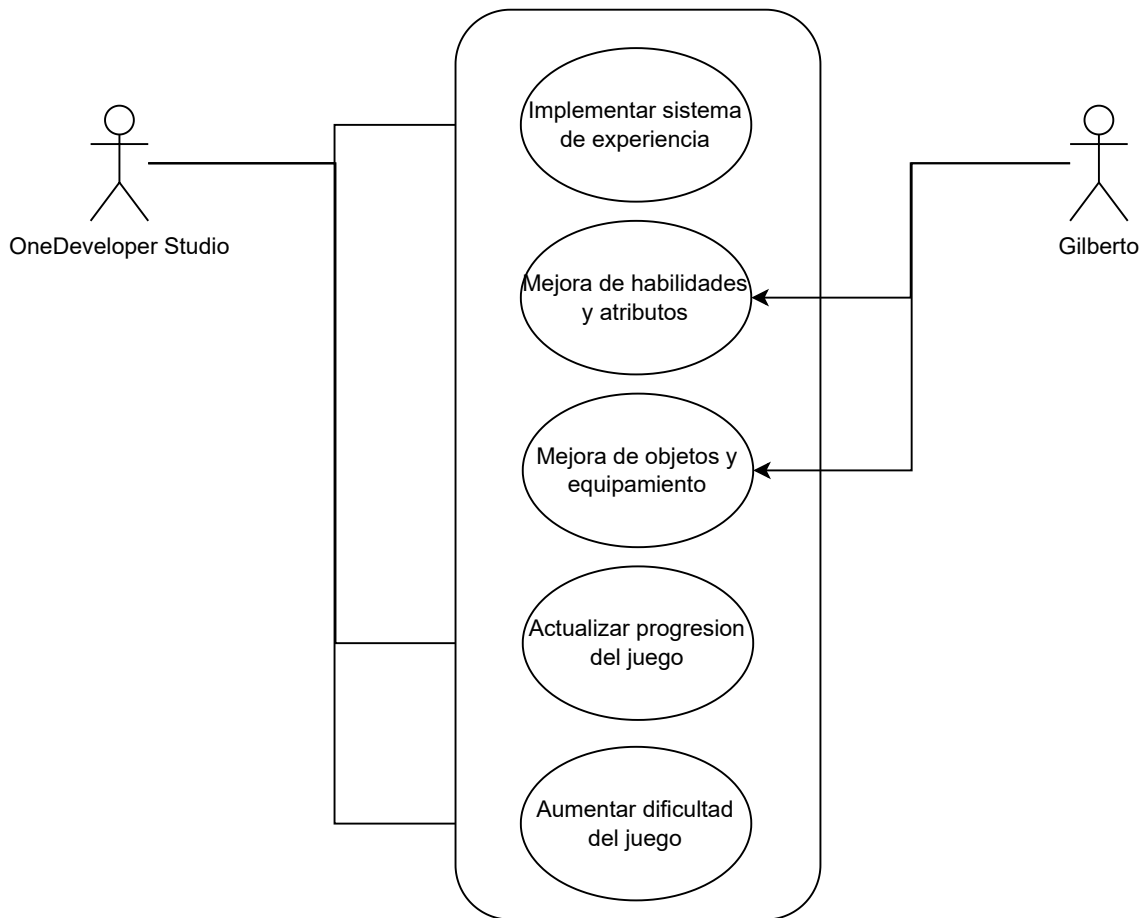 Implementar sistema
de experiencia
OneDeveloper Studio
Gilberto
Mejora de habilidades
y atributos
Mejora de objetos y
equipamiento
Actualizar progresion
del juego
Aumentar dificultad
del juego